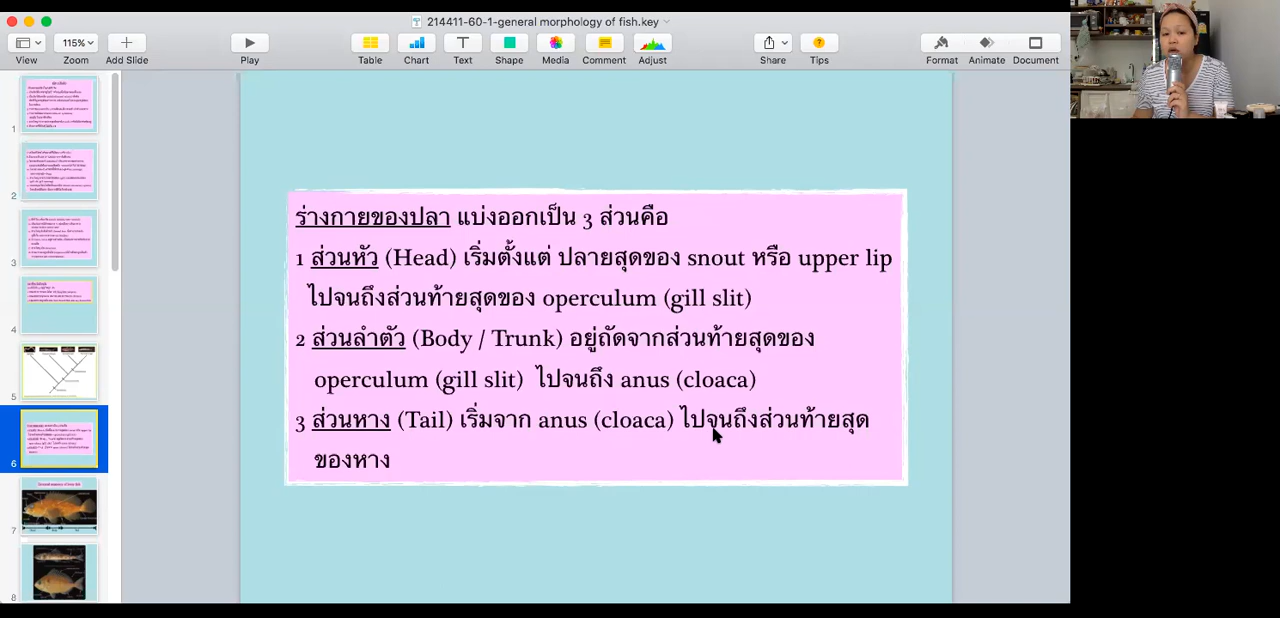 214411-60-1-general morphology of fish.key
115%
View
Zoom
Add Slide
Play
Table
Chart
Text
Shape
Media
Comment
Adjust
Share
Tips
Format
Animate
Document
1
2
3
4
5
6
7
8
ร่างกายของปลา แบ่งออกเป็น 3 ส่วนคือ
1 ส่วนหัว (Head) เริ่มตั้งแต่ ปลายสุดของ snout หรือ upper lip
ไปจนถึงส่วนท้ายสุดของ operculum (gill slit)
2 ส่วนลำตัว (Body / Trunk) อยู่ถัดจากส่วนท้ายสุดของ
operculum (gill slit) ไปจนถึง anus (cloaca)
3 ส่วนหาง (Tail) เริ่มจาก anus (cloaca) ไปจนถึงส่วนท้ายสุด
ของหาง